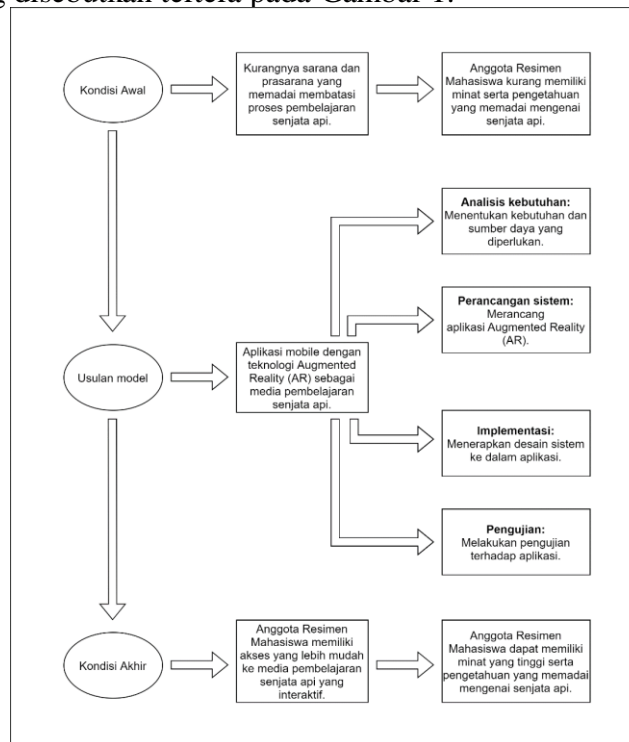 disebutkan tertera pada Gambar 1.
Kondisi Awal
Kurangnya sarana dan
prasarana yang
memadai membatasi
proses pembelajaran
senjata api.
Anggota Resimen
Mahasiswa kurang memiliki
minat serta pengetahuan
yang memadai mengenai
senjata api.
Analisis kebutuhan:
Menentukan kebutuhan dan
sumber daya yang
diperlukan.
Perancangan sistem:
Merancang
aplikasi Augmented Reality
(AR).
Usulan model
Aplikasi mobile dengan
teknologi Augmented
Reality (AR) sebagai
media pembelajaran
senjata api.
Implementasi:
Menerapkan desain sistem
ke dalam aplikasi.
Pengujian:
Melakukan pengujian
terhadap aplikasi.
Kondisi Akhir
Anggota Resimen
Mahasiswa memiliki
akses yang lebih mudah
ke media pembelajaran
senjata api yang
interaktif.
Anggota Resimen
Mahasiswa dapat memiliki
minat yang tinggi serta
pengetahuan yang memadai
mengenai senjata api.